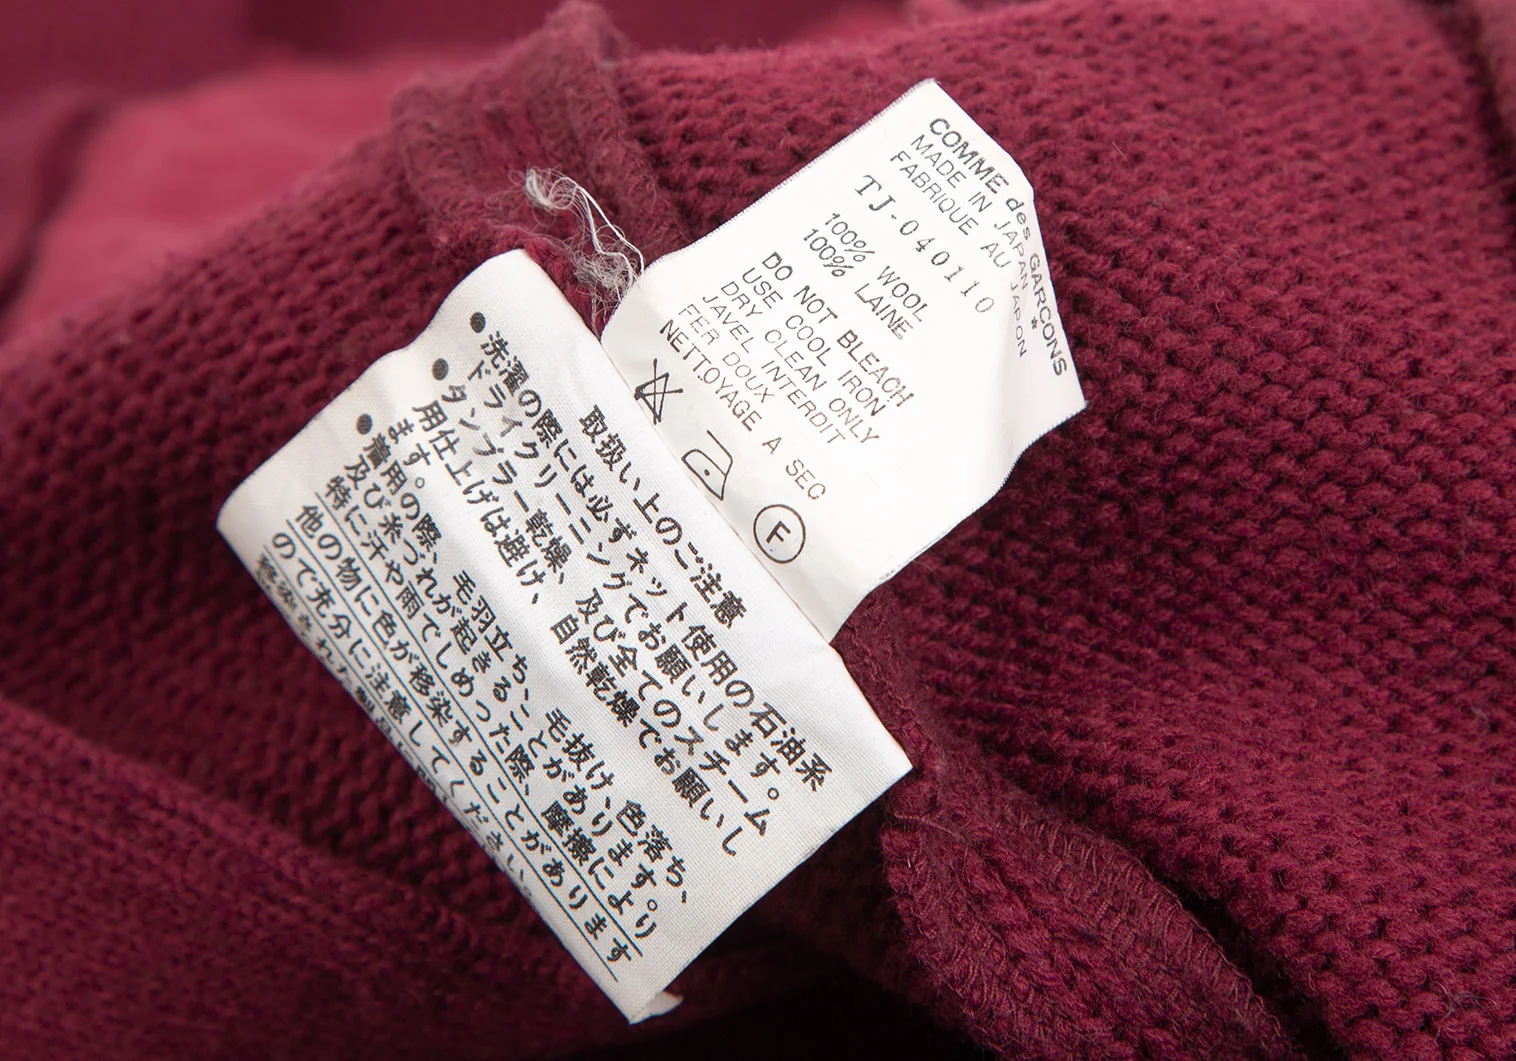 COMME des GARCONS *
MADE IN JAPAN
FABRIQUE AU JAPON
TJ-040110
100% WOOL
100% LAINE
DO NOT BLEACH
USE COOL IRON
DRY CLEAN ONLY
JAVEL INTERDIT
FER DOUX
NETTOYAGE A SEC
F
取扱い上のご注意
●洗濯の際には必ずネット使用の石油系
ドライクリーニングでお願いします。
●タンブラー乾燥、及び全てのスチーム
用仕上げは避け、自然乾燥でお願いし
ます。
●着用の際、毛羽立ち、毛抜け、色落ち、
及び糸つれが起きることがあります。
特に汗や雨でしめった際、摩擦により
他の物に色が移染することがあります
ので充分に注意してください。